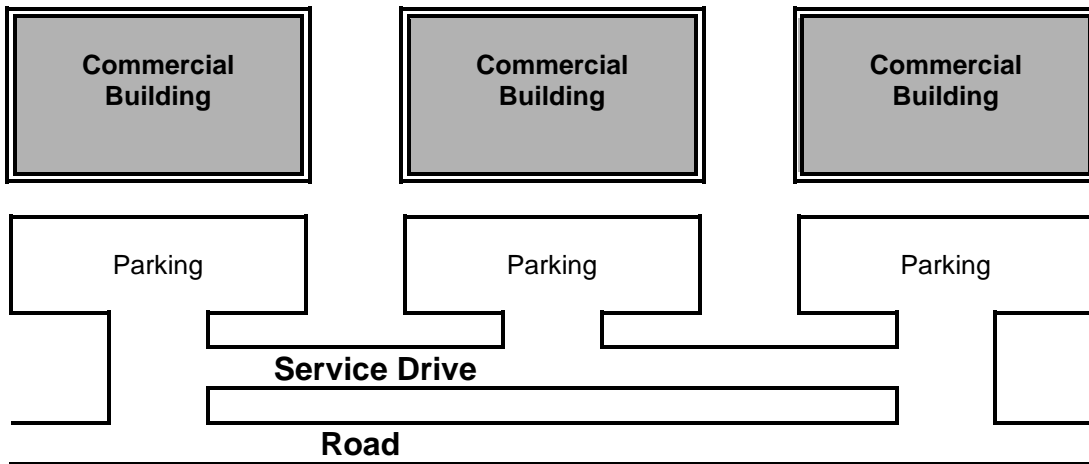 Commercial
Building
Commercial
Building
Commercial
Building
Parking
Parking
Parking
Service Drive
Road